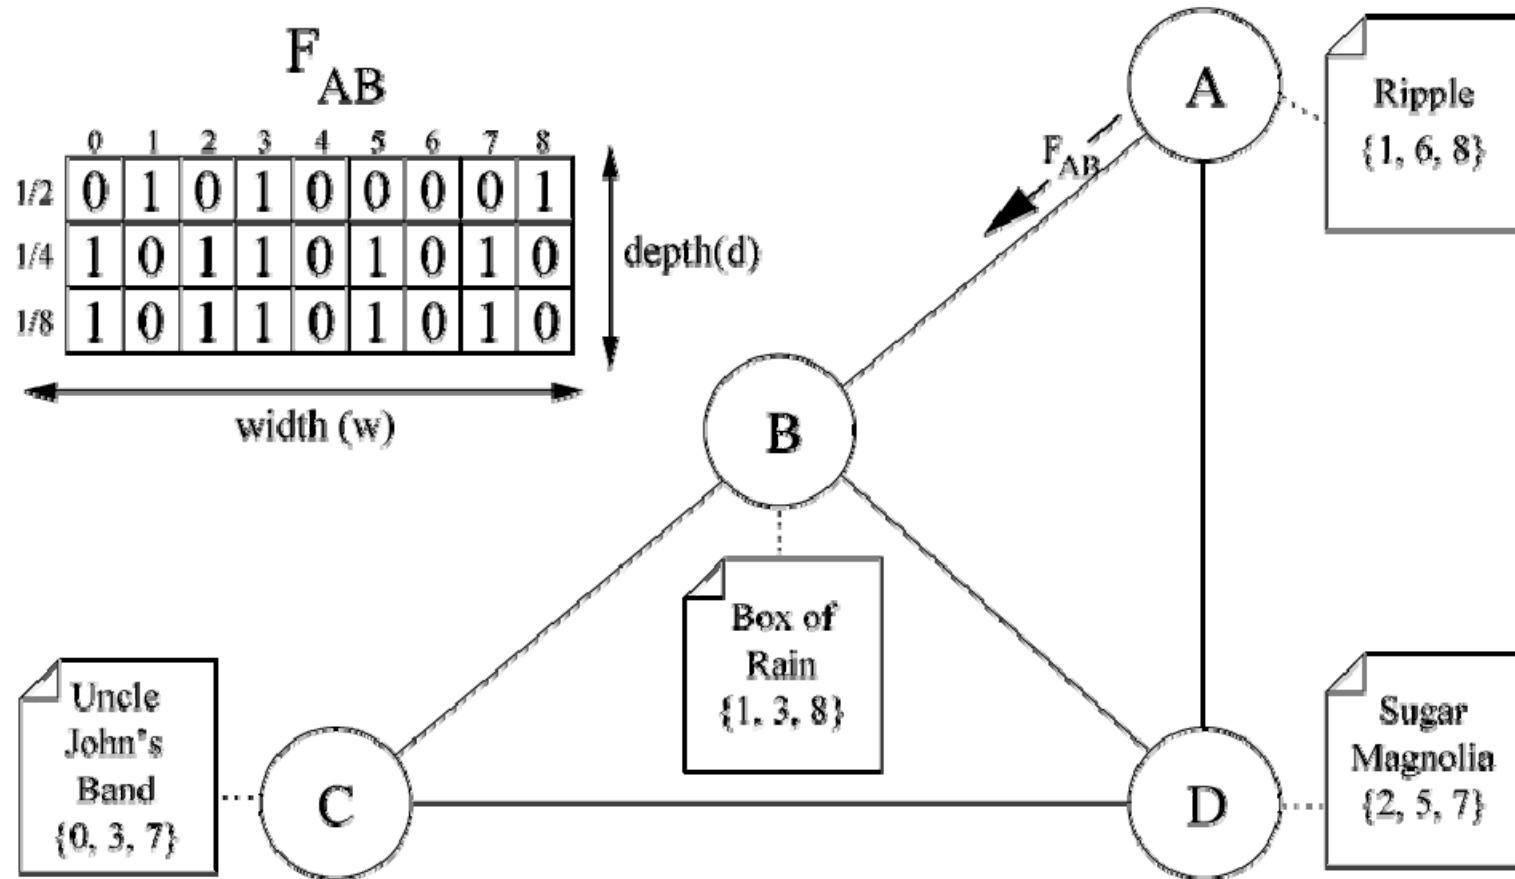 F_AB
0 1 2 3 4 5 6 7 8
1/2 0 1 0 1 0 0 0 0 1
1/4 1 0 1 1 0 1 0 1 0
1/8 1 0 1 1 0 1 0 1 0
depth(d)
width (w)
A
Ripple
{1, 6, 8}
F_AB
B
Box of
Rain
{1, 3, 8}
Uncle
John's
Band
{0, 3, 7}
C
D
Sugar
Magnolia
{2, 5, 7}